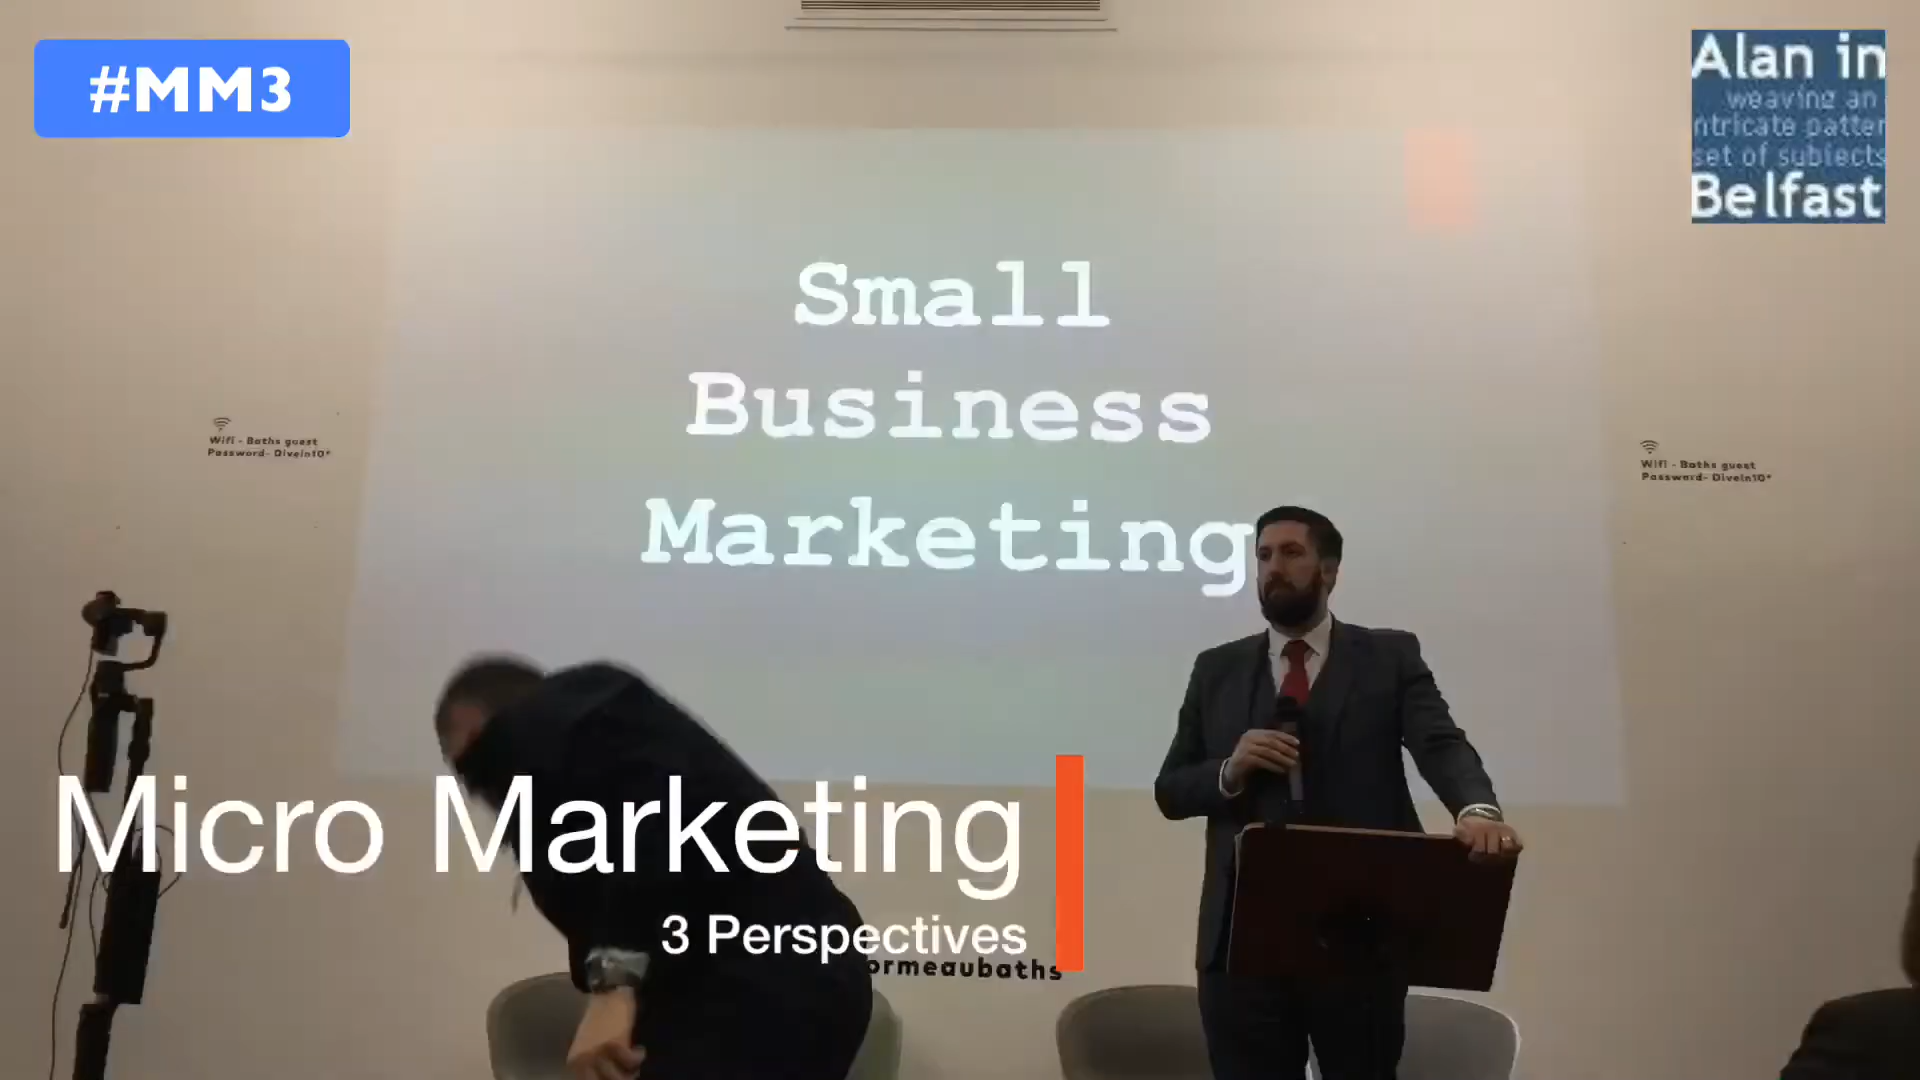 #MM3
Alan in
weaving an
ntricate patter
set of subjects
Belfast
Small
Business
Marketing
Wifi - Baths guest
Password- DiveIn10*
Wifi - Baths guest
Password- DiveIn10*
Micro Marketing
3 Perspectives
ormeaubaths